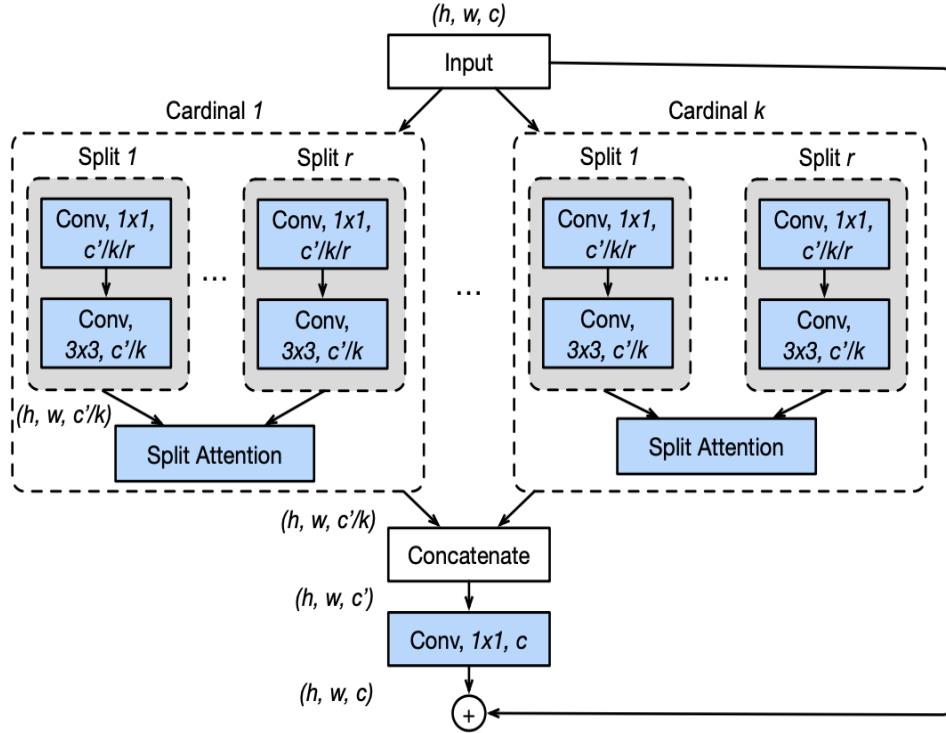 (h, w, c)
Input
Cardinal 1
Cardinal k
Split 1
Split r
Split 1
Split r
Conv, 1x1,
c'/k/r
Conv, 1x1,
c'/k/r
Conv, 1x1,
c'/k/r
Conv, 1x1,
c'/k/r
...
...
...
Conv,
3x3, c'/k
Conv,
3x3, c'/k
Conv,
3x3, c'/k
Conv,
3x3, c'/k
(h, w, c'/k)
Split Attention
Split Attention
(h, w, c'/k)
Concatenate
(h, w, c')
Conv, 1x1, c
(h, w, c)
+